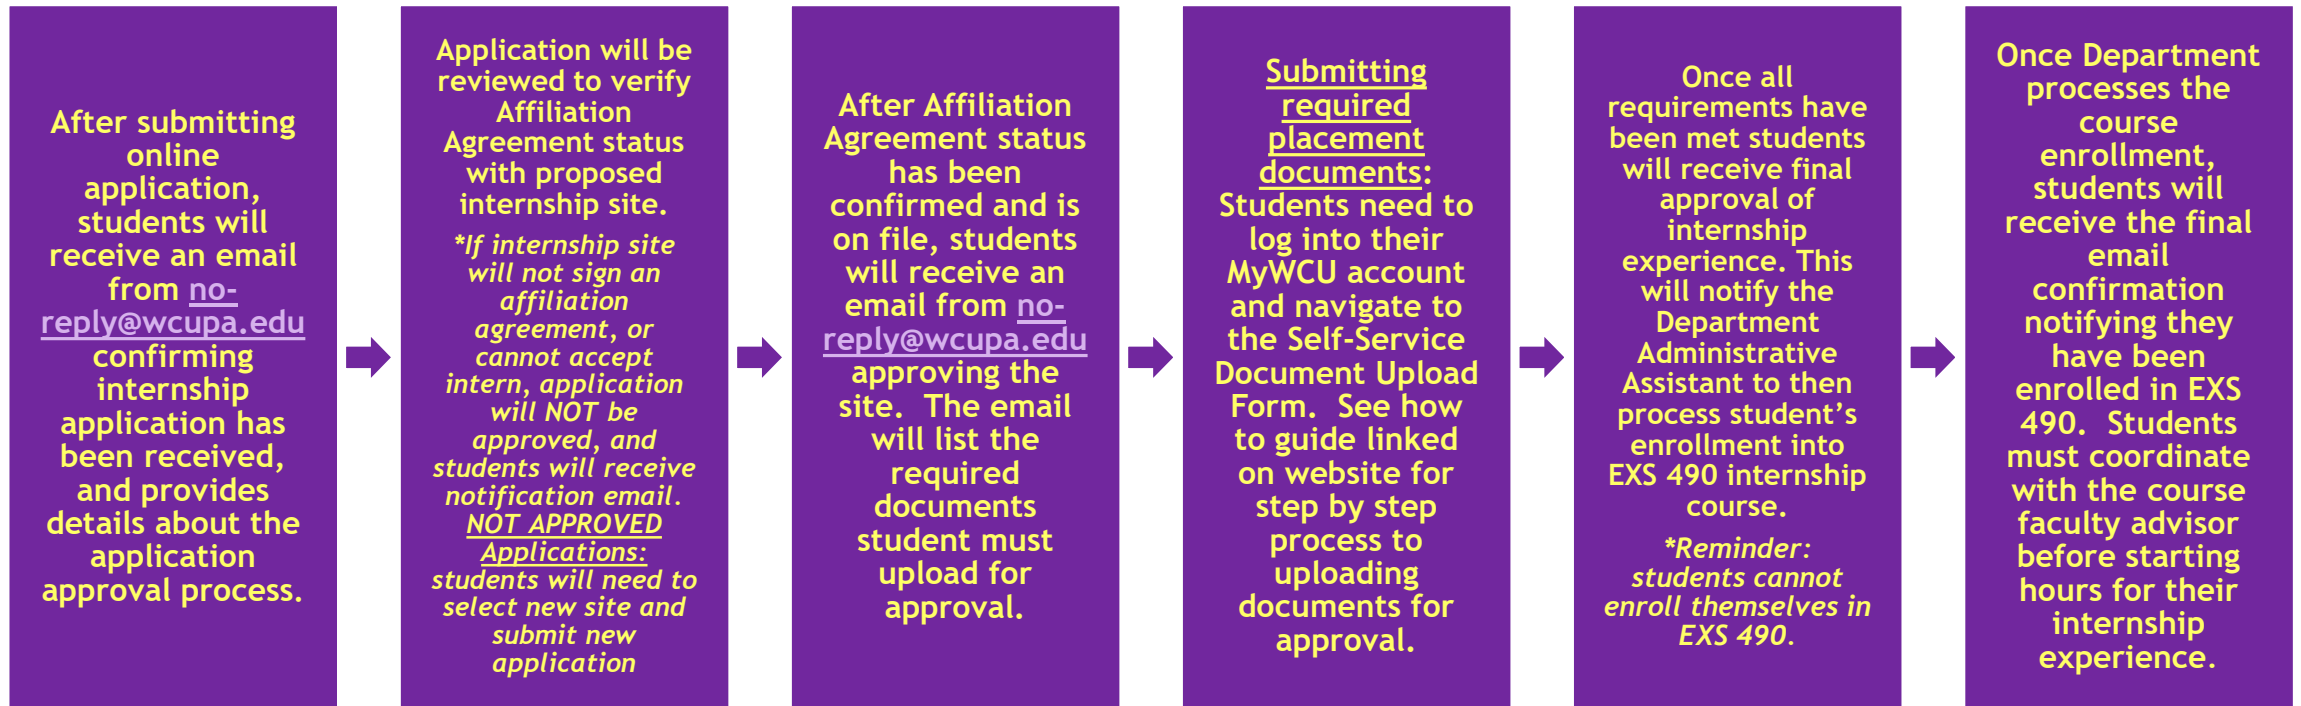 After submitting
online
application,
students will
receive an email
from no-
reply@wcupa.edu
confirming
internship
application has
been received,
and provides
details about the
application
approval process.
Application will be
reviewed to verify
Affiliation
Agreement status
with proposed
internship site.
*If internship site
will not sign an
affiliation
agreement, or
cannot accept
intern, application
will NOT be
approved, and
students will receive
notification email.
NOT APPROVED
Applications:
students will need to
select new site and
submit new
application
After Affiliation
Agreement status
has been
confirmed and is
on file, students
will receive an
email from no-
reply@wcupa.edu
approving the
site.  The email
will list the
required
documents
student must
upload for
approval.
Submitting
required
placement
documents:
Students need to
log into their
MyWCU account
and navigate to
the Self-Service
Document Upload
Form.  See how
to guide linked
on website for
step by step
process to
uploading
documents for
approval.
Once all
requirements have
been met students
will receive final
approval of
internship
experience. This
will notify the
Department
Administrative
Assistant to then
process student’s
enrollment into
EXS 490 internship
course.
*Reminder:
students cannot
enroll themselves in
EXS 490.
Once Department
processes the
course
enrollment,
students will
receive the final
email
confirmation
notifying they
have been
enrolled in EXS
490.  Students
must coordinate
with the course
faculty advisor
before starting
hours for their
internship
experience.